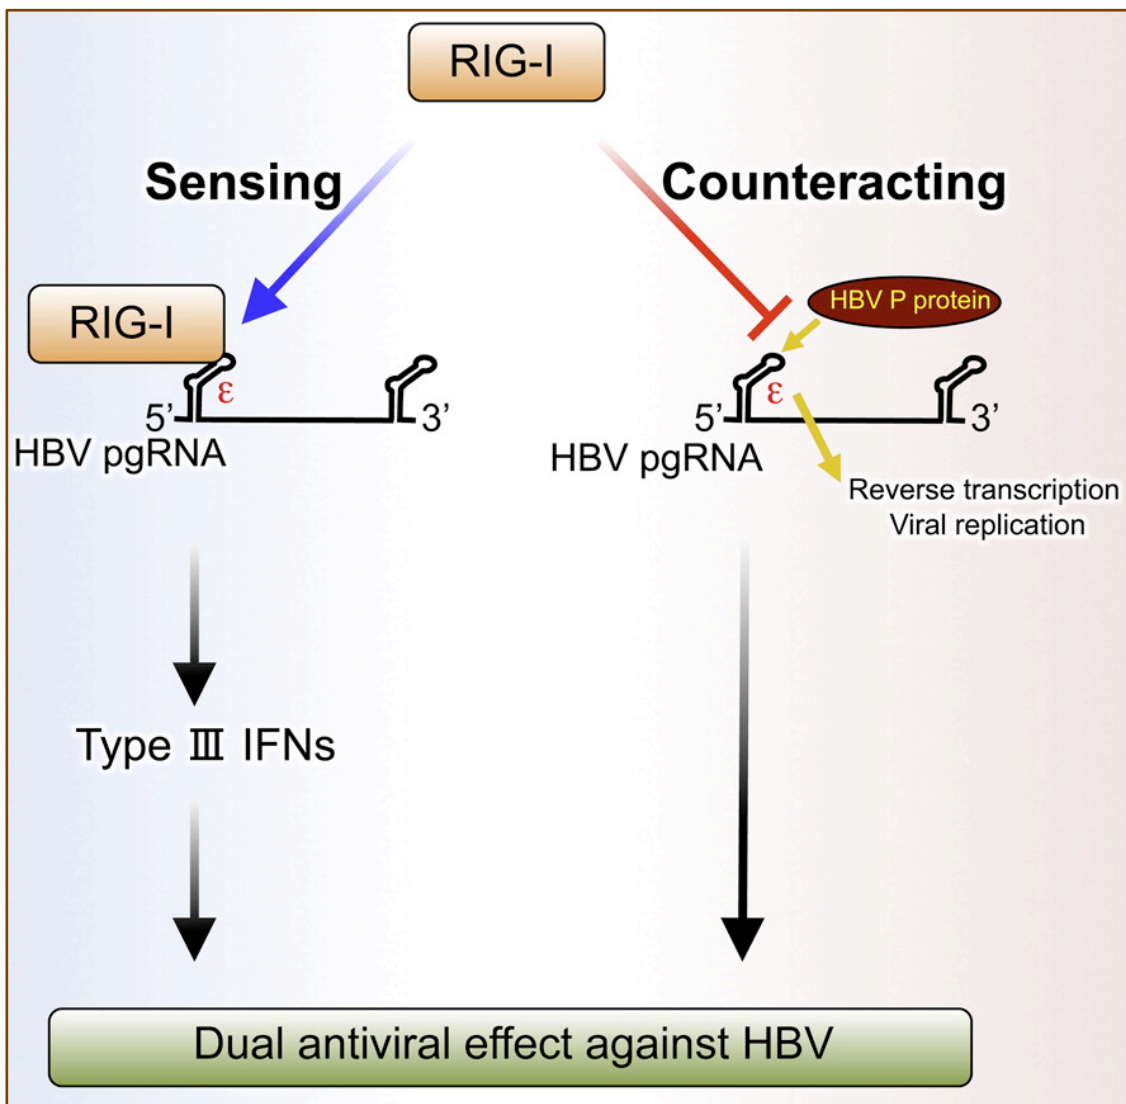 RIG-I
Sensing
Counteracting
RIG-I
HBV P protein
ε
5’
3’
HBV pgRNA
ε
5’
3’
HBV pgRNA
Reverse transcription
Viral replication
Type Ⅲ IFNs
Dual antiviral effect against HBV